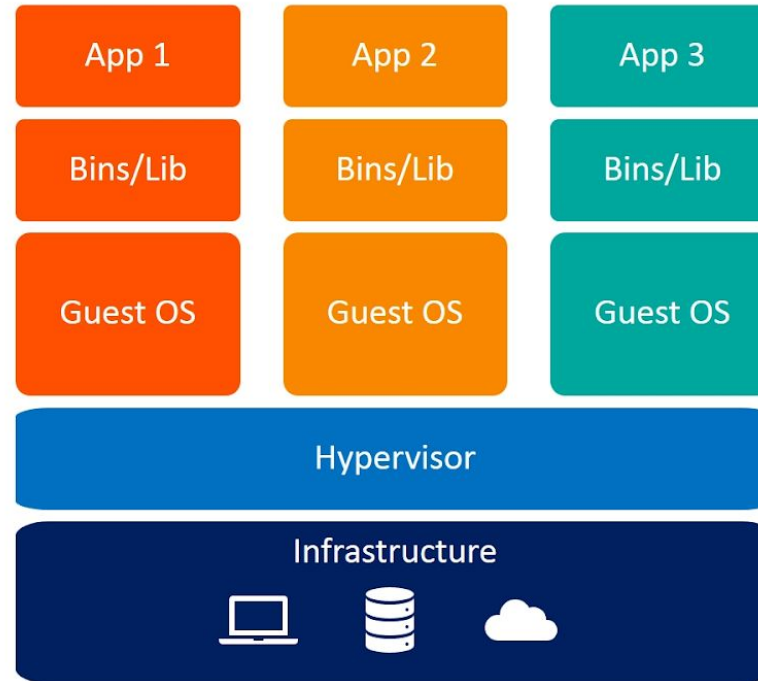 App 1
App 2
App 3
Bins/Lib
Bins/Lib
Bins/Lib
Guest OS
Guest OS
Guest OS
Hypervisor
Infrastructure